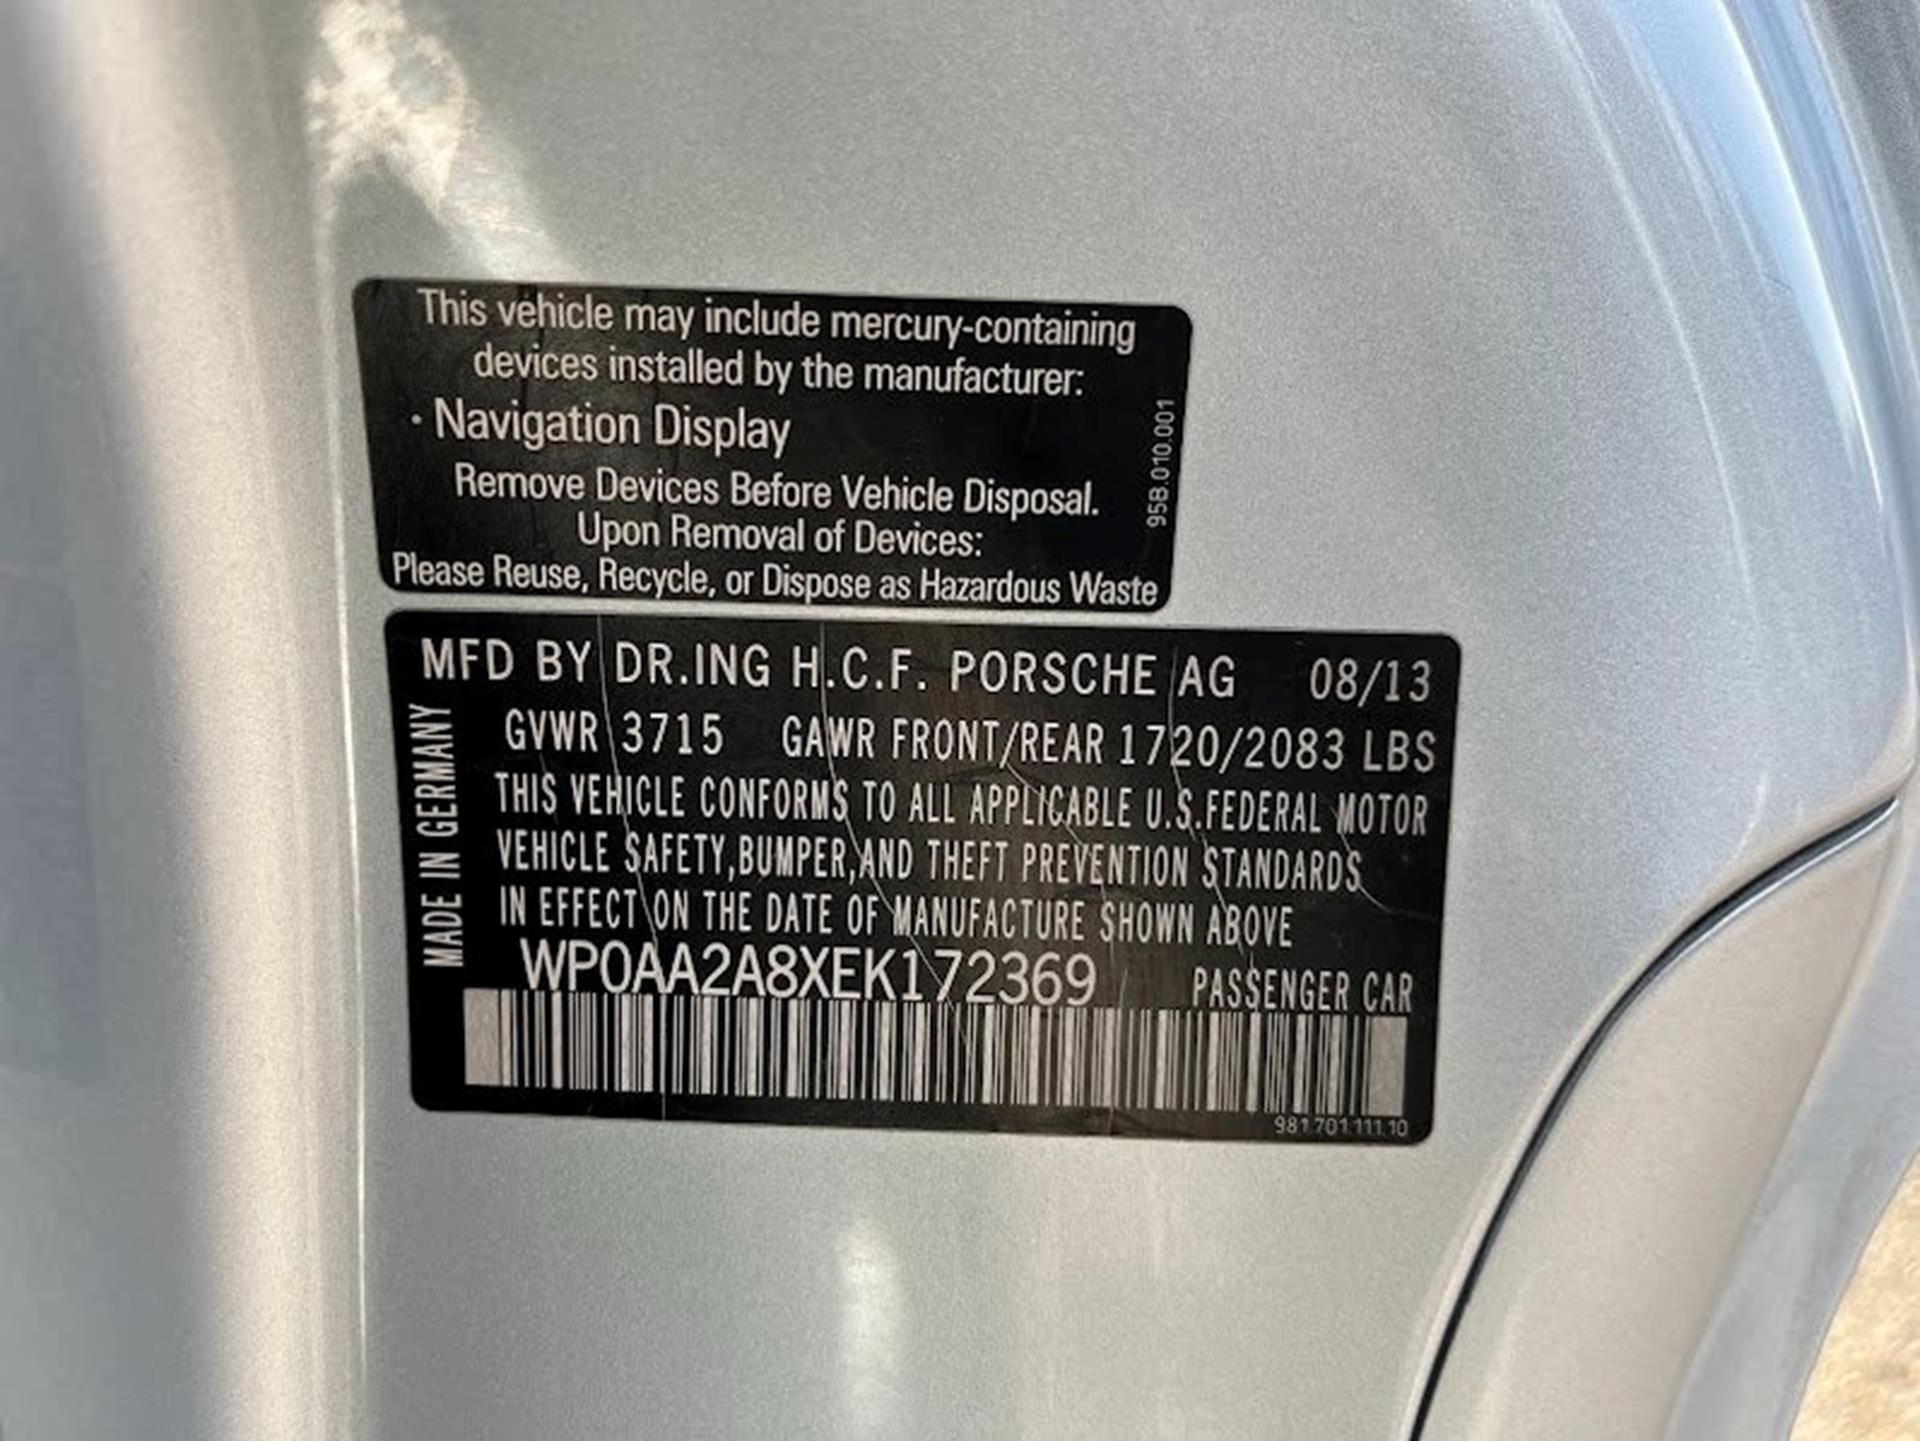 This vehicle may include mercury-containing
devices installed by the manufacturer:
· Navigation Display
Remove Devices Before Vehicle Disposal.
Upon Removal of Devices:
Please Reuse, Recycle, or Dispose as Hazardous Waste
95B.010.001
MFD BY DR.ING H.C.F. PORSCHE AG 08/13
GVWR 3715 GAWR FRONT/REAR 1720/2083 LBS
THIS VEHICLE CONFORMS TO ALL APPLICABLE U.S.FEDERAL MOTOR
VEHICLE SAFETY,BUMPER,AND THEFT PREVENTION STANDARDS
IN EFFECT ON THE DATE OF MANUFACTURE SHOWN ABOVE
WP0AA2A8XEK172369 PASSENGER CAR
MADE IN GERMANY
981.701.111.10